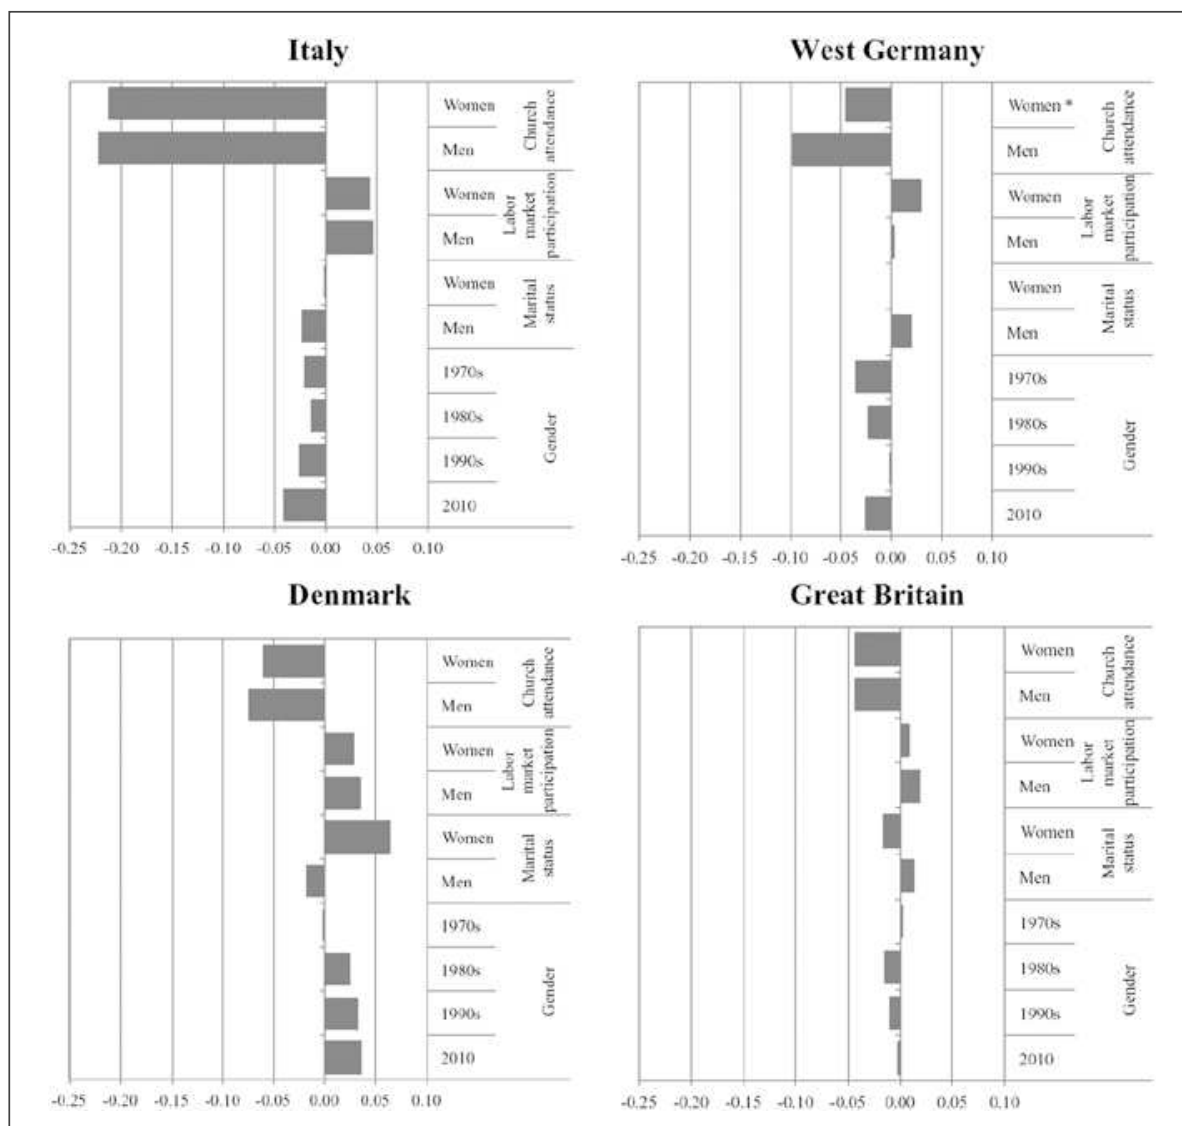 Italy
Women
Men
Church
attendance
Women
Men
Labor
market
participation
Women
Men
Marital
status
1970s
1980s
1990s
2010
Gender
-0.25 -0.20 -0.15 -0.10 -0.05 0.00 0.05 0.10
West Germany
Women *
Men
Church
attendance
Women
Men
Labor
market
participation
Women
Men
Marital
status
1970s
1980s
1990s
2010
Gender
-0.25 -0.20 -0.15 -0.10 -0.05 0.00 0.05 0.10
Denmark
Women
Men
Church
attendance
Women
Men
Labor
market
participation
Women
Men
Marital
status
1970s
1980s
1990s
2010
Gender
-0.25 -0.20 -0.15 -0.10 -0.05 0.00 0.05 0.10
Great Britain
Women
Men
Church
attendance
Women
Men
Labor
market
participation
Women
Men
Marital
status
1970s
1980s
1990s
2010
Gender
-0.25 -0.20 -0.15 -0.10 -0.05 0.00 0.05 0.10